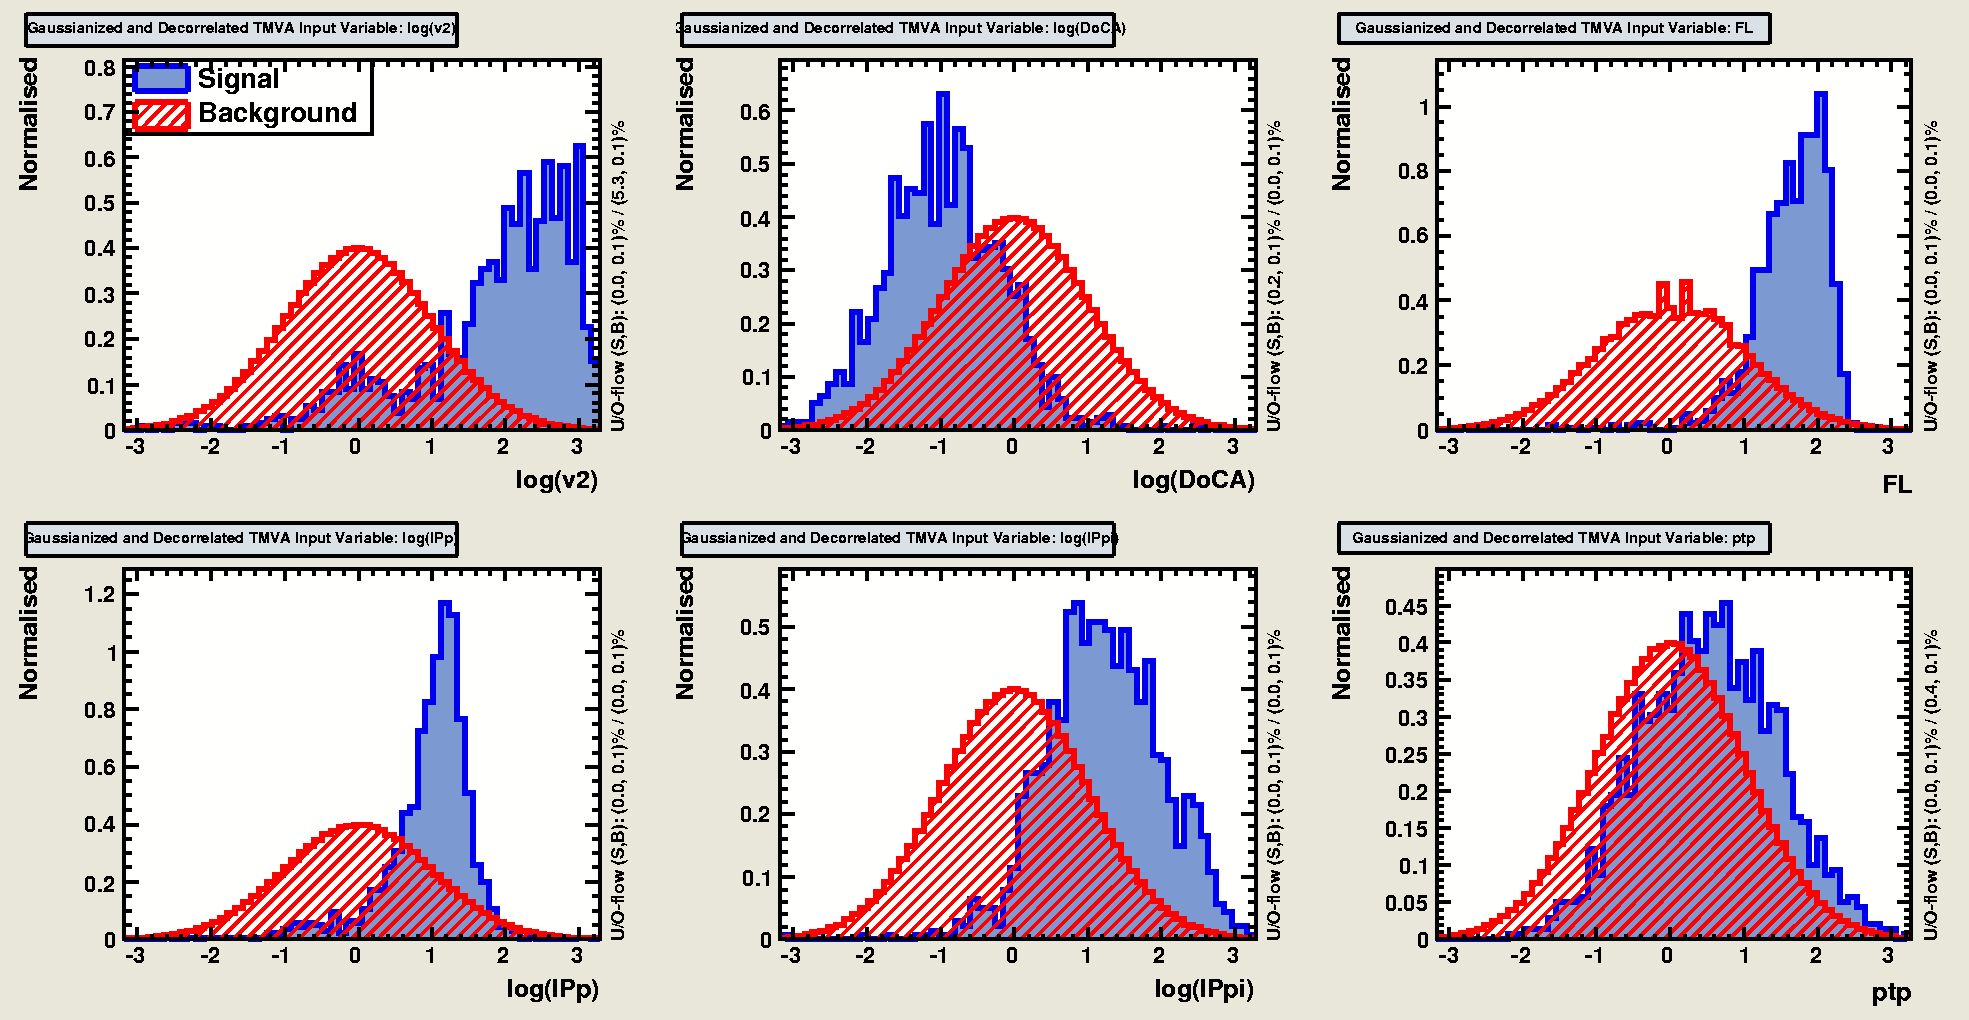 Gaussianized and Decorrelated TMVA Input Variable: log(v2)
Normalised
0.8
0.7
0.6
0.5
0.4
0.3
0.2
0.1
0
Signal
Background
-3 -2 -1 0 1 2 3
log(v2)
U/O-flow (S,B): (0.0, 0.1)% / (5.3, 0.1)%
Gaussianized and Decorrelated TMVA Input Variable: log(DoCA)
Normalised
0.6
0.5
0.4
0.3
0.2
0.1
0
-3 -2 -1 0 1 2 3
log(DoCA)
U/O-flow (S,B): (0.2, 0.1)% / (0.0, 0.1)%
Gaussianized and Decorrelated TMVA Input Variable: FL
Normalised
1
0.8
0.6
0.4
0.2
0
-3 -2 -1 0 1 2 3
FL
U/O-flow (S,B): (0.0, 0.1)% / (0.0, 0.1)%
Gaussianized and Decorrelated TMVA Input Variable: log(IPp)
Normalised
1.2
1
0.8
0.6
0.4
0.2
0
-3 -2 -1 0 1 2 3
log(IPp)
U/O-flow (S,B): (0.0, 0.1)% / (0.0, 0.1)%
Gaussianized and Decorrelated TMVA Input Variable: log(IPpi)
Normalised
0.5
0.4
0.3
0.2
0.1
0
-3 -2 -1 0 1 2 3
log(IPpi)
U/O-flow (S,B): (0.0, 0.1)% / (0.0, 0.1)%
Gaussianized and Decorrelated TMVA Input Variable: ptp
Normalised
0.45
0.4
0.35
0.3
0.25
0.2
0.15
0.1
0.05
0
-3 -2 -1 0 1 2 3
ptp
U/O-flow (S,B): (0.0, 0.1)% / (0.4, 0.1)%